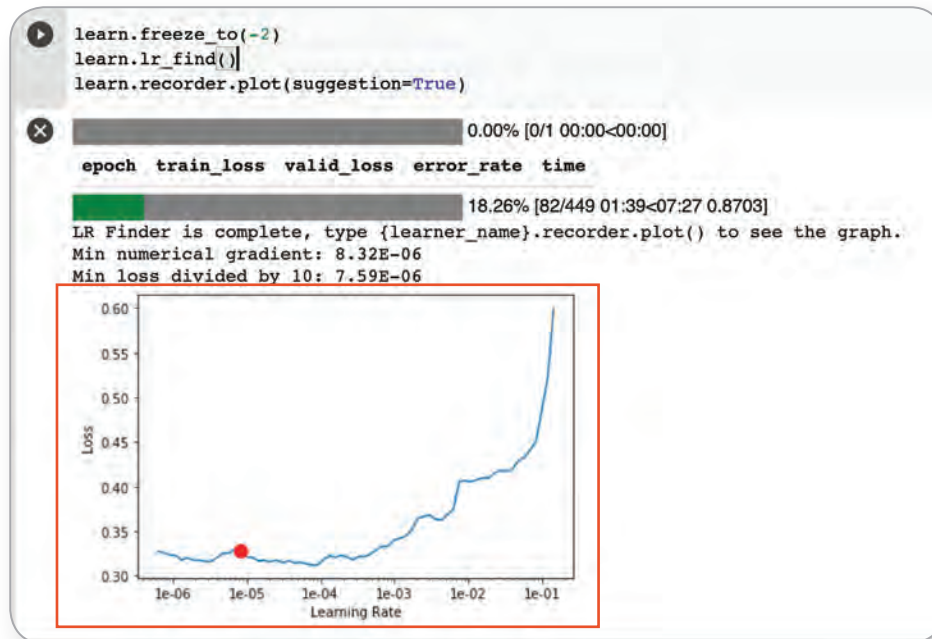 learn.freeze_to(-2)
learn.lr_find()
learn.recorder.plot(suggestion=True)
0.00% [0/1 00:00<00:00]
epoch train_loss valid_loss error_rate time
18.26% [82/449 01:39<07:27 0.8703]
LR Finder is complete, type {learner_name}.recorder.plot() to see the graph.
Min numerical gradient: 8.32E-06
Min loss divided by 10: 7.59E-06
0.60
0.55
0.50
0.45
0.40
0.35
0.30
Loss
1e-06 1e-05 1e-04 1e-03 1e-02 1e-01
Learning Rate